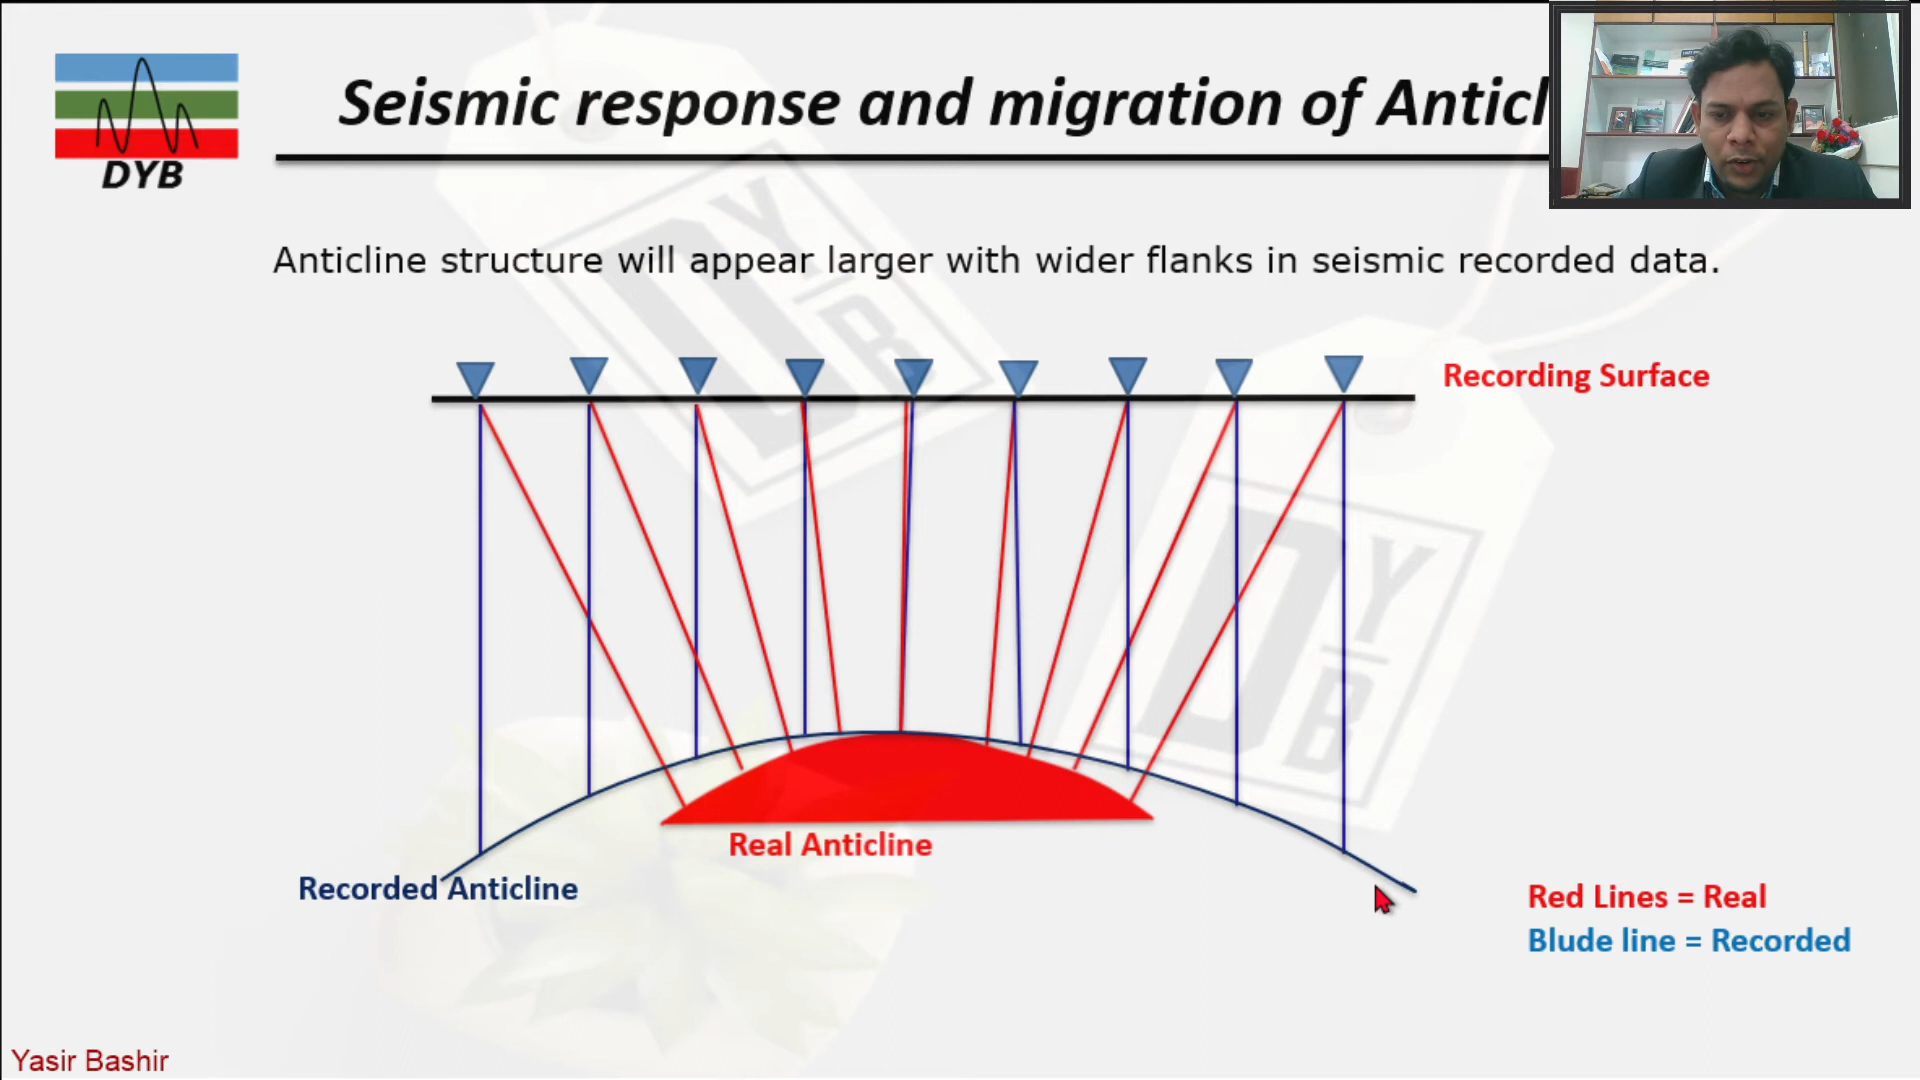 Seismic response and migration of Anticl
DYB
Anticline structure will appear larger with wider flanks in seismic recorded data.
Recording Surface
Real Anticline
Recorded Anticline
Red Lines = Real
Blude line = Recorded
Yasir Bashir